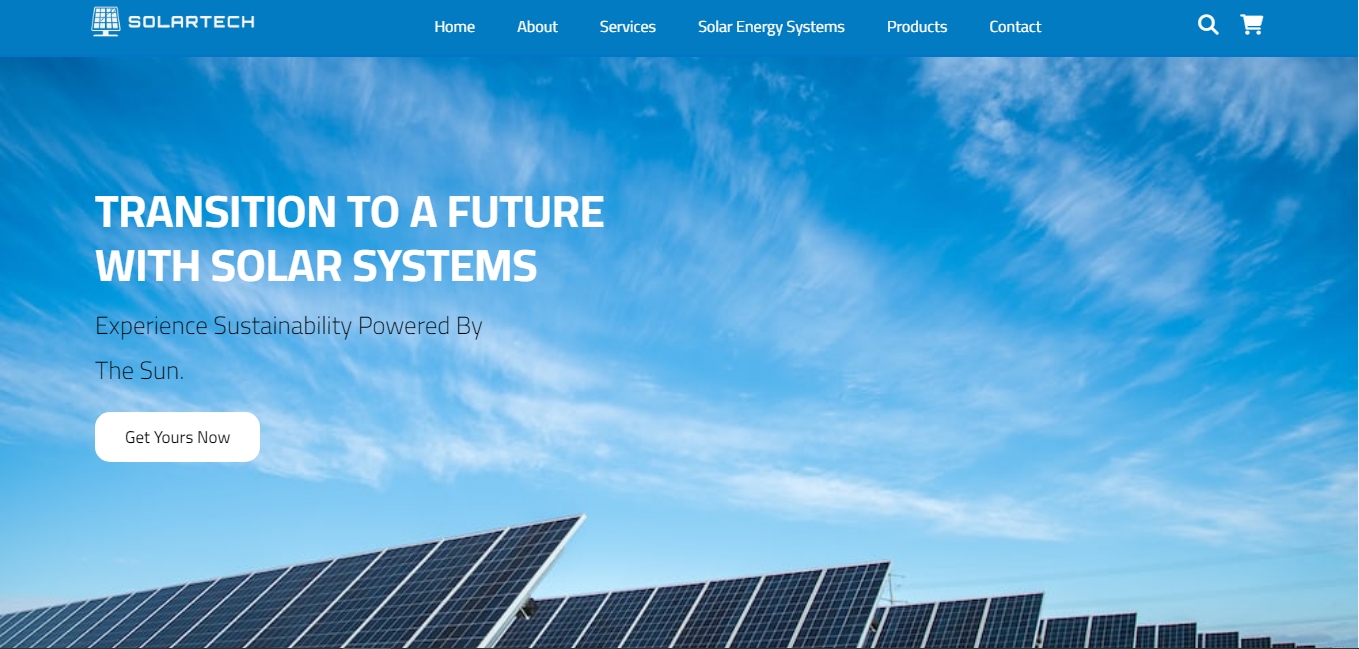 SOLARTECH
Home
About
Services
Solar Energy Systems
Products
Contact
TRANSITION TO A FUTURE
WITH SOLAR SYSTEMS
Experience Sustainability Powered By
The Sun.
Get Yours Now